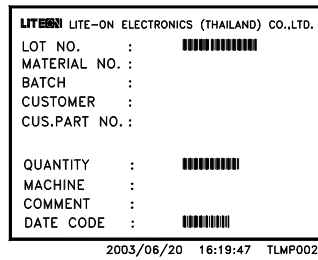 LITEON LITE-ON ELECTRONICS (THAILAND) CO.,LTD.
LOT NO. :
MATERIAL NO. :
BATCH :
CUSTOMER :
CUS.PART NO. :
QUANTITY :
MACHINE :
COMMENT :
DATE CODE :
2003/06/20 16:19:47 TLMP002